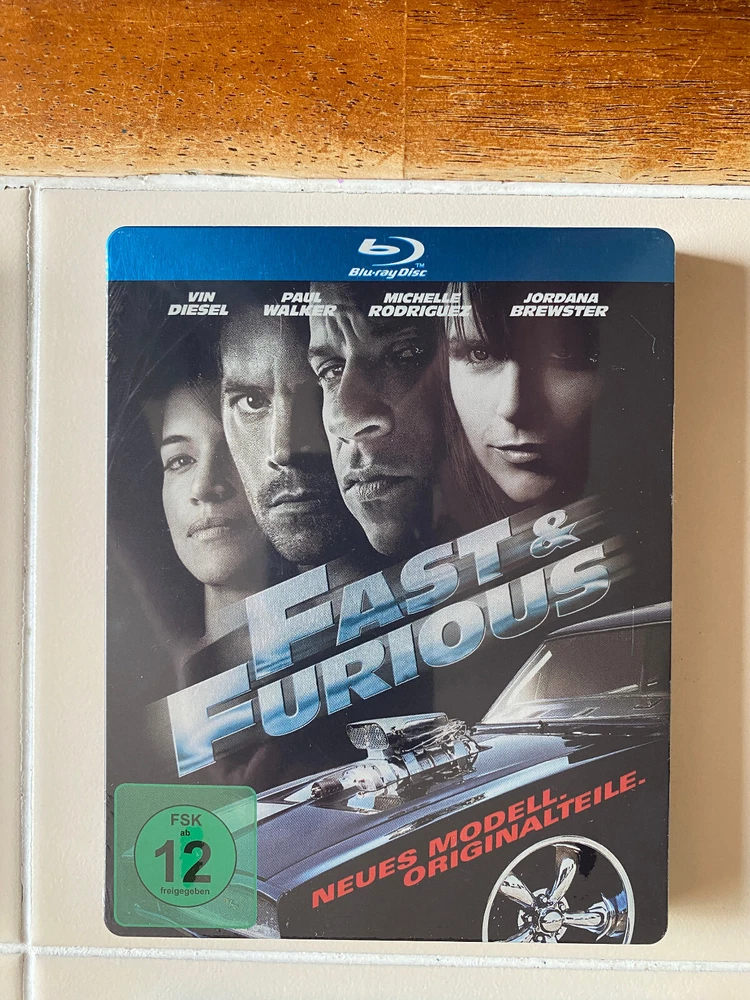 Blu-ray Disc™
VIN DIESEL
PAUL WALKER
MICHELLE RODRIGUEZ
JORDANA BREWSTER
FAST &
FURIOUS
NEUES MODELL.
ORIGINALTEILE.
FSK
ab
12
freigegeben